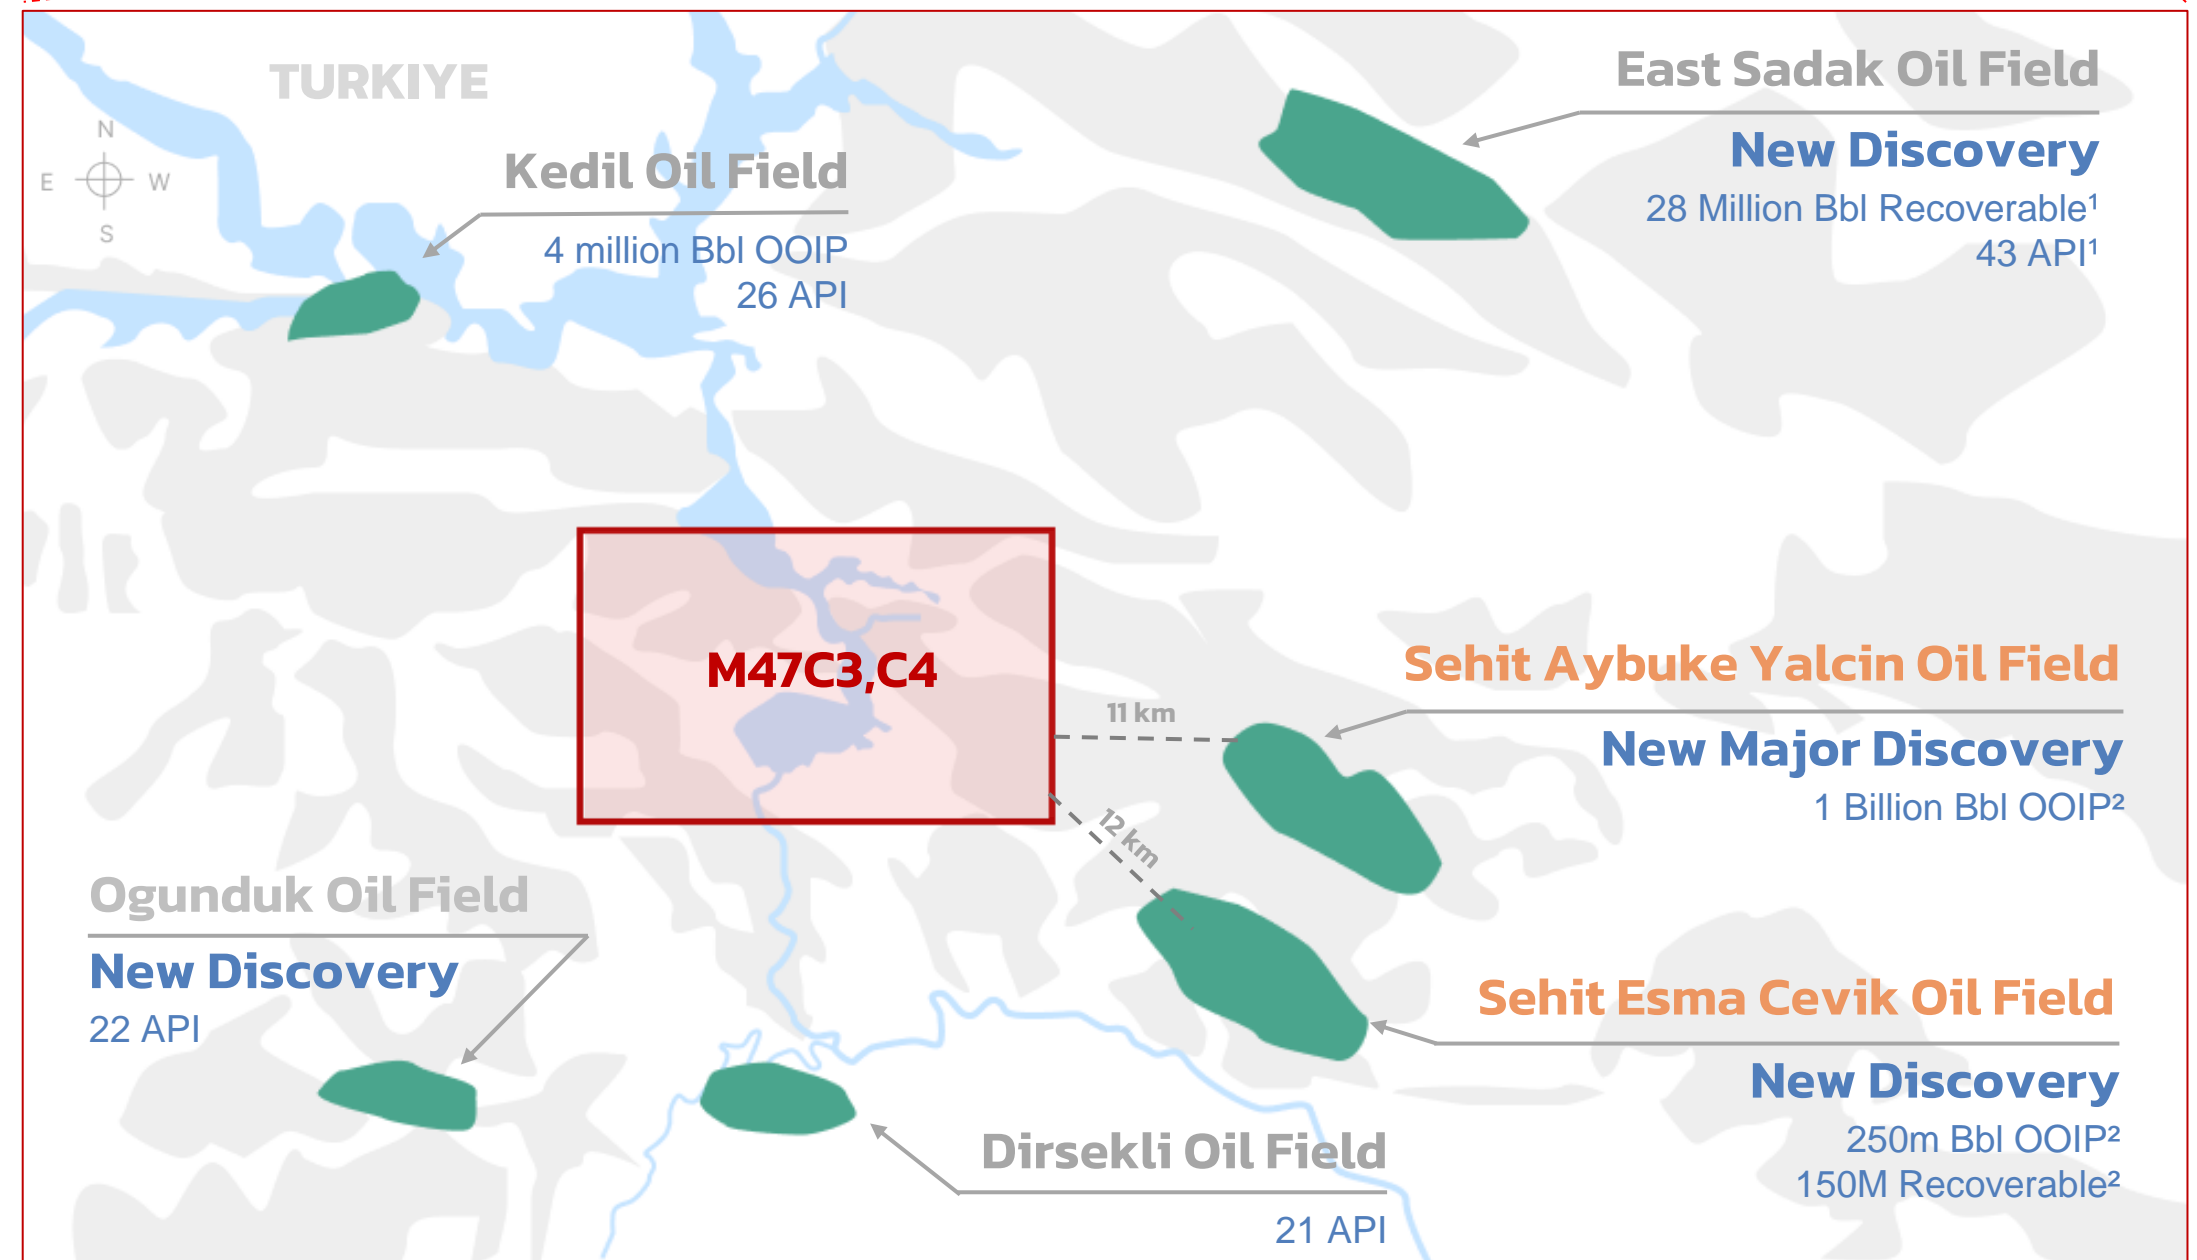 TURKIYE
N
E
W
S
Kedil Oil Field
4 million Bbl OOIP
26 API
East Sadak Oil Field
New Discovery
28 Million Bbl Recoverable¹
43 API¹
M47C3,C4
11 km
12 km
Sehit Aybuke Yalcin Oil Field
New Major Discovery
1 Billion Bbl OOIP²
Ogunduk Oil Field
New Discovery
22 API
Sehit Esma Cevik Oil Field
New Discovery
250m Bbl OOIP²
150M Recoverable²
Dirsekli Oil Field
21 API